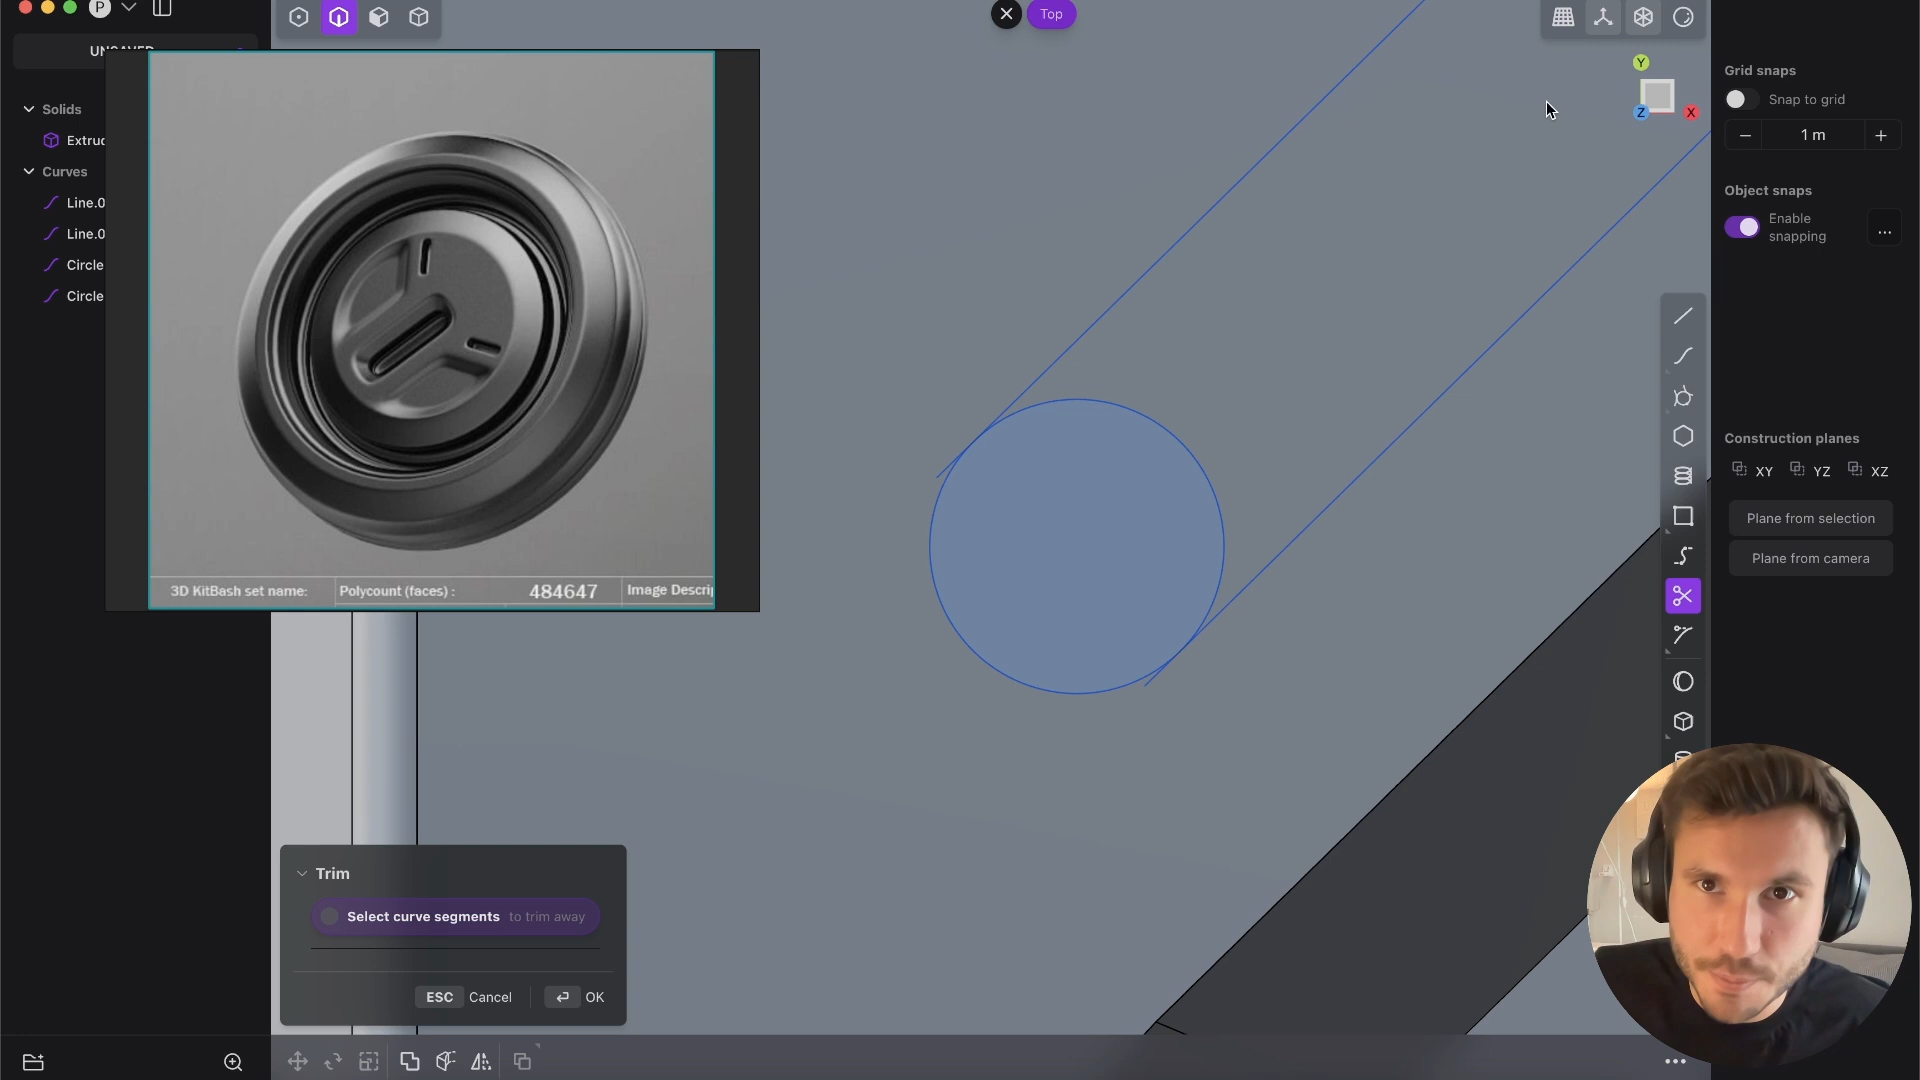 P
Top
Solids
Extruc
Curves
Line.0
Line.0
Circle
Circle
3D KitBash set name:
Polycount (faces) :
484647
Image Descrip
Y
Z
X
Grid snaps
Snap to grid
1 m
Object snaps
Enable
snapping
...
Construction planes
XY
YZ
XZ
Plane from selection
Plane from camera
Trim
Select curve segments to trim away
ESC Cancel
OK